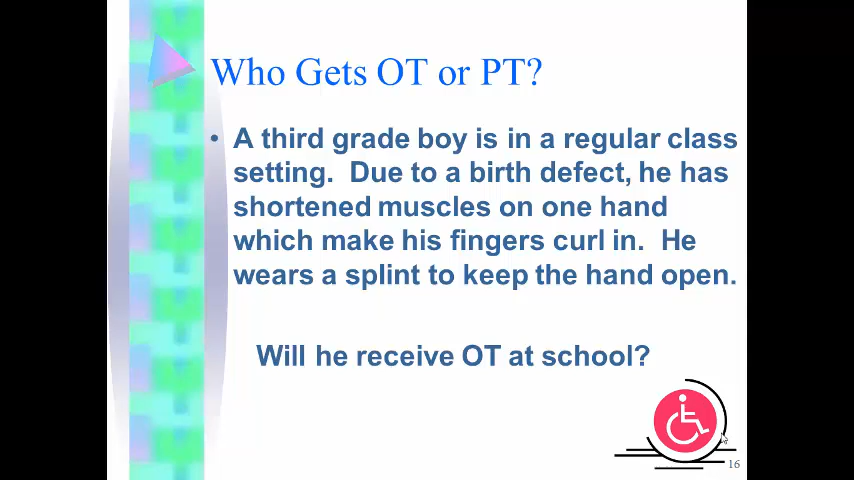 Who Gets OT or PT?
• A third grade boy is in a regular class
setting.  Due to a birth defect, he has
shortened muscles on one hand
which make his fingers curl in.  He
wears a splint to keep the hand open.
Will he receive OT at school?
16